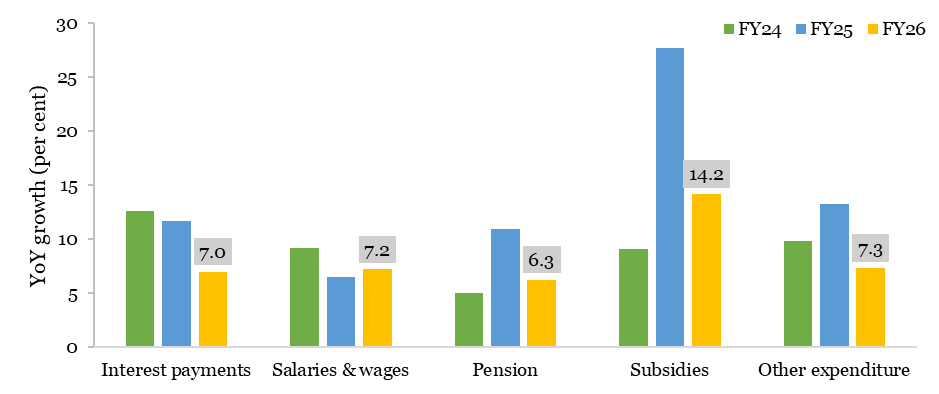 FY24 FY25 FY26
YoY growth (per cent)
30
25
20
15
10
5
0
7.0
7.2
6.3
14.2
7.3
Interest payments
Salaries & wages
Pension
Subsidies
Other expenditure